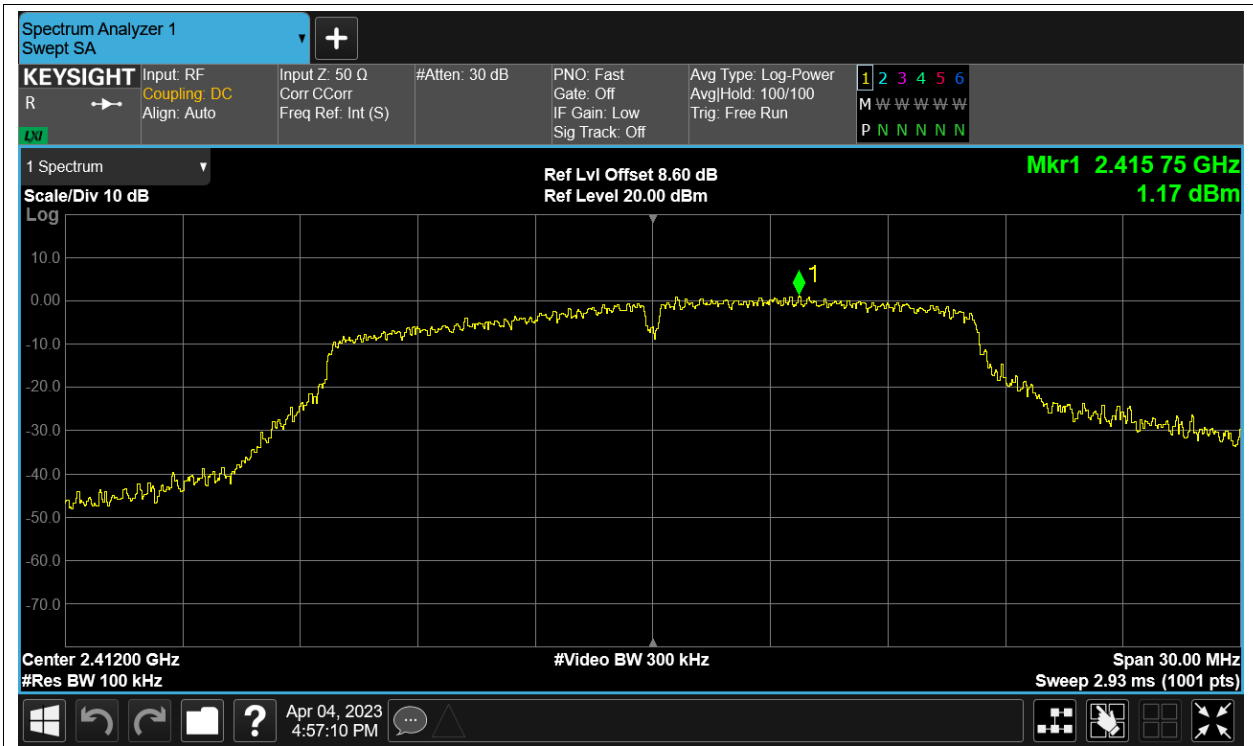 Spectrum Analyzer 1
Swept SA
KEYSIGHT
R
LXI
Input: RF
Coupling: DC
Align: Auto
Input Z: 50 Ω
Corr CCorr
Freq Ref: Int (S)
#Atten: 30 dB
PNO: Fast
Gate: Off
IF Gain: Low
Sig Track: Off
Avg Type: Log-Power
Avg|Hold: 100/100
Trig: Free Run
1 2 3 4 5 6
M W W W W W
P N N N N N
1 Spectrum
Scale/Div 10 dB
Ref Lvl Offset 8.60 dB
Ref Level 20.00 dBm
Mkr1 2.415 75 GHz
1.17 dBm
Log
10.0
0.00
-10.0
-20.0
-30.0
-40.0
-50.0
-60.0
-70.0
1
Center 2.41200 GHz
#Res BW 100 kHz
#Video BW 300 kHz
Span 30.00 MHz
Sweep 2.93 ms (1001 pts)
?
Apr 04, 2023
4:57:10 PM